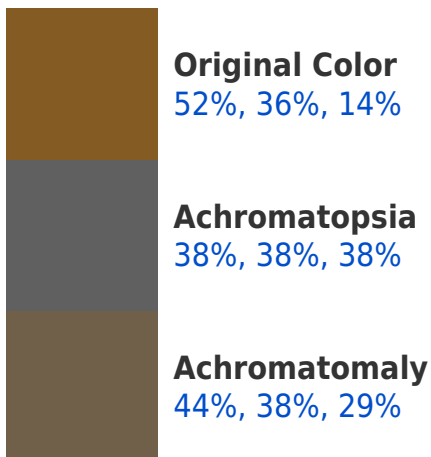 Original Color
52%, 36%, 14%
Achromatopsia
38%, 38%, 38%
Achromatomaly
44%, 38%, 29%